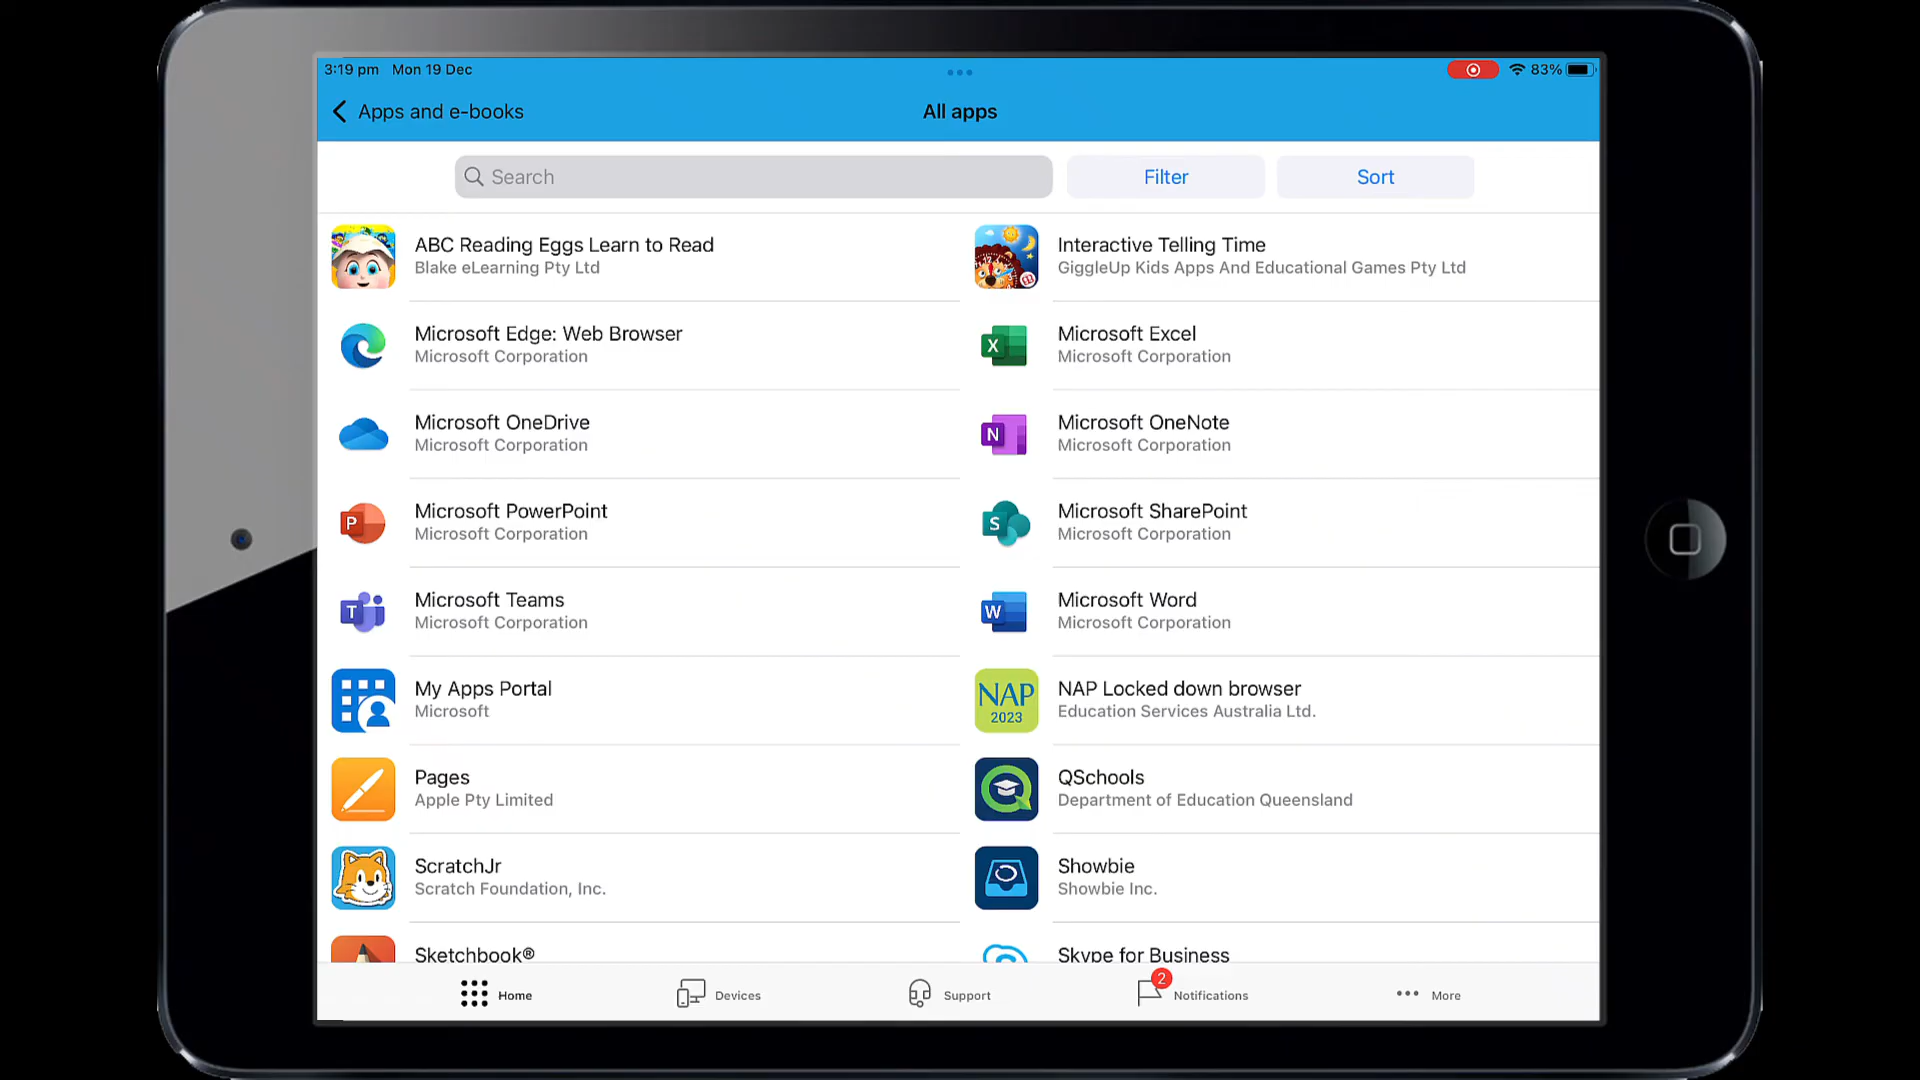 3:19 pm Mon 19 Dec
83%
Apps and e-books
All apps
Search
Filter
Sort
ABC Reading Eggs Learn to Read
Blake eLearning Pty Ltd
Interactive Telling Time
GiggleUp Kids Apps And Educational Games Pty Ltd
Microsoft Edge: Web Browser
Microsoft Corporation
X
Microsoft Excel
Microsoft Corporation
Microsoft OneDrive
Microsoft Corporation
N
Microsoft OneNote
Microsoft Corporation
P
Microsoft PowerPoint
Microsoft Corporation
S
Microsoft SharePoint
Microsoft Corporation
T
Microsoft Teams
Microsoft Corporation
W
Microsoft Word
Microsoft Corporation
My Apps Portal
Microsoft
NAP
2023
NAP Locked down browser
Education Services Australia Ltd.
Pages
Apple Pty Limited
QSchools
Department of Education Queensland
ScratchJr
Scratch Foundation, Inc.
Showbie
Showbie Inc.
Sketchbook®
Skype for Business
Home
Devices
Support
2
Notifications
More